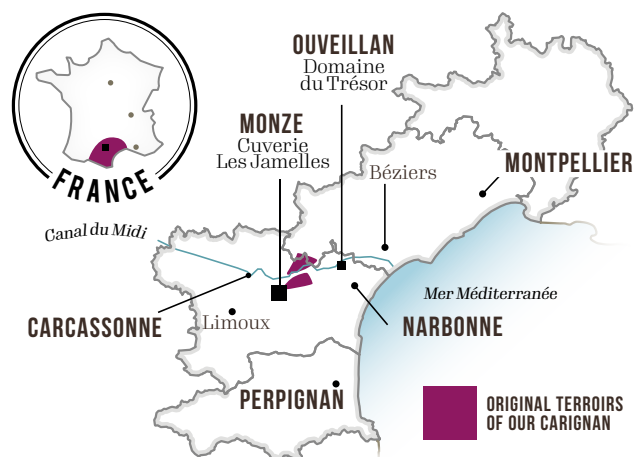 FRANCE
OUVEILLAN
Domaine
du Trésor
MONZE
Cuverie
Les Jamelles
Béziers
MONTPELLIER
Canal du Midi
Mer Méditerranée
CARCASSONNE
Limoux
NARBONNE
PERPIGNAN
ORIGINAL TERROIRS
OF OUR CARIGNAN